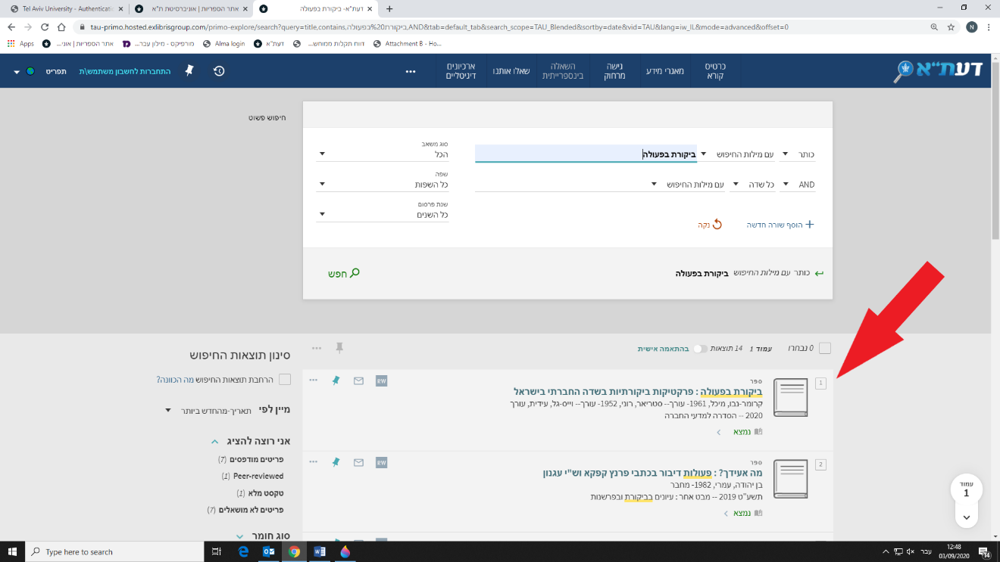 Tel Aviv University - Authenticatio
אתר הספריות | אוניברסיטת ת"א
דעת"א- ביקורת בפעולה
tau-primo.hosted.exlibrisgroup.com/primo-explore/search?query=title,contains,ביקורת%20בפעולה,AND&tab=default_tab&search_scope=TAU_Blended&sortby=date&vid=TAU&lang=iw_IL&mode=advanced&offset=0
N
Apps
אתר הספריות | אוני...
מורפיקס - מילון עבר...
Alma login
דעת"א
דווח תקלות ממוחש...
Attachment B - Ho...
דעת"א
כרטיס קורא
מאגרי מידע
גישה מרחוק
השאלה בינספרייתית
שאלו אותנו
ארכיונים דיגיטליים
התחברות לחשבון משתמש\ת
תפריט
חיפוש פשוט
כותר
עם מילות החיפוש
ביקורת בפעולה
סוג משאב
הכל
AND
כל שדה
עם מילות החיפוש
שפה
כל השפות
שנת פרסום
כל השנים
הוסף שורה חדשה
נקה
כותר עם מילות החיפוש ביקורת בפעולה
חפש
0 נבחרו
עמוד 1
14 תוצאות
בהתאמה אישית
1
ספר
RW
ביקורת בפעולה : פרקטיקות ביקורתיות בשדה החברתי בישראל
קרומר-נבו, מיכל, 1961- עורך-- סטריאר, רוני, 1952- עורך-- וייס-גל, עידית, עורך
2020 -- הסדרה למדעי החברה
נמצא
2
ספר
RW
מה אעידך? : פעולות דיבור בכתבי פרנץ קפקא וש"י עגנון
בן יהודה, עמרי, 1982- מחבר
תשע"ט 2019 -- מבט אחר : עיונים בביקורת ובפרשנות
נמצא
סינון תוצאות החיפוש
הרחבת תוצאות החיפוש מה הכוונה?
מיין לפי תאריך-מהחדש ביותר
אני רוצה להציג
פריטים מודפסים (7)
Peer-reviewed (1)
טקסט מלא (1)
פריטים לא מושאלים (7)
סוג חומר
עמוד
1
Type here to search
עבר
12:48
03/09/2020
14